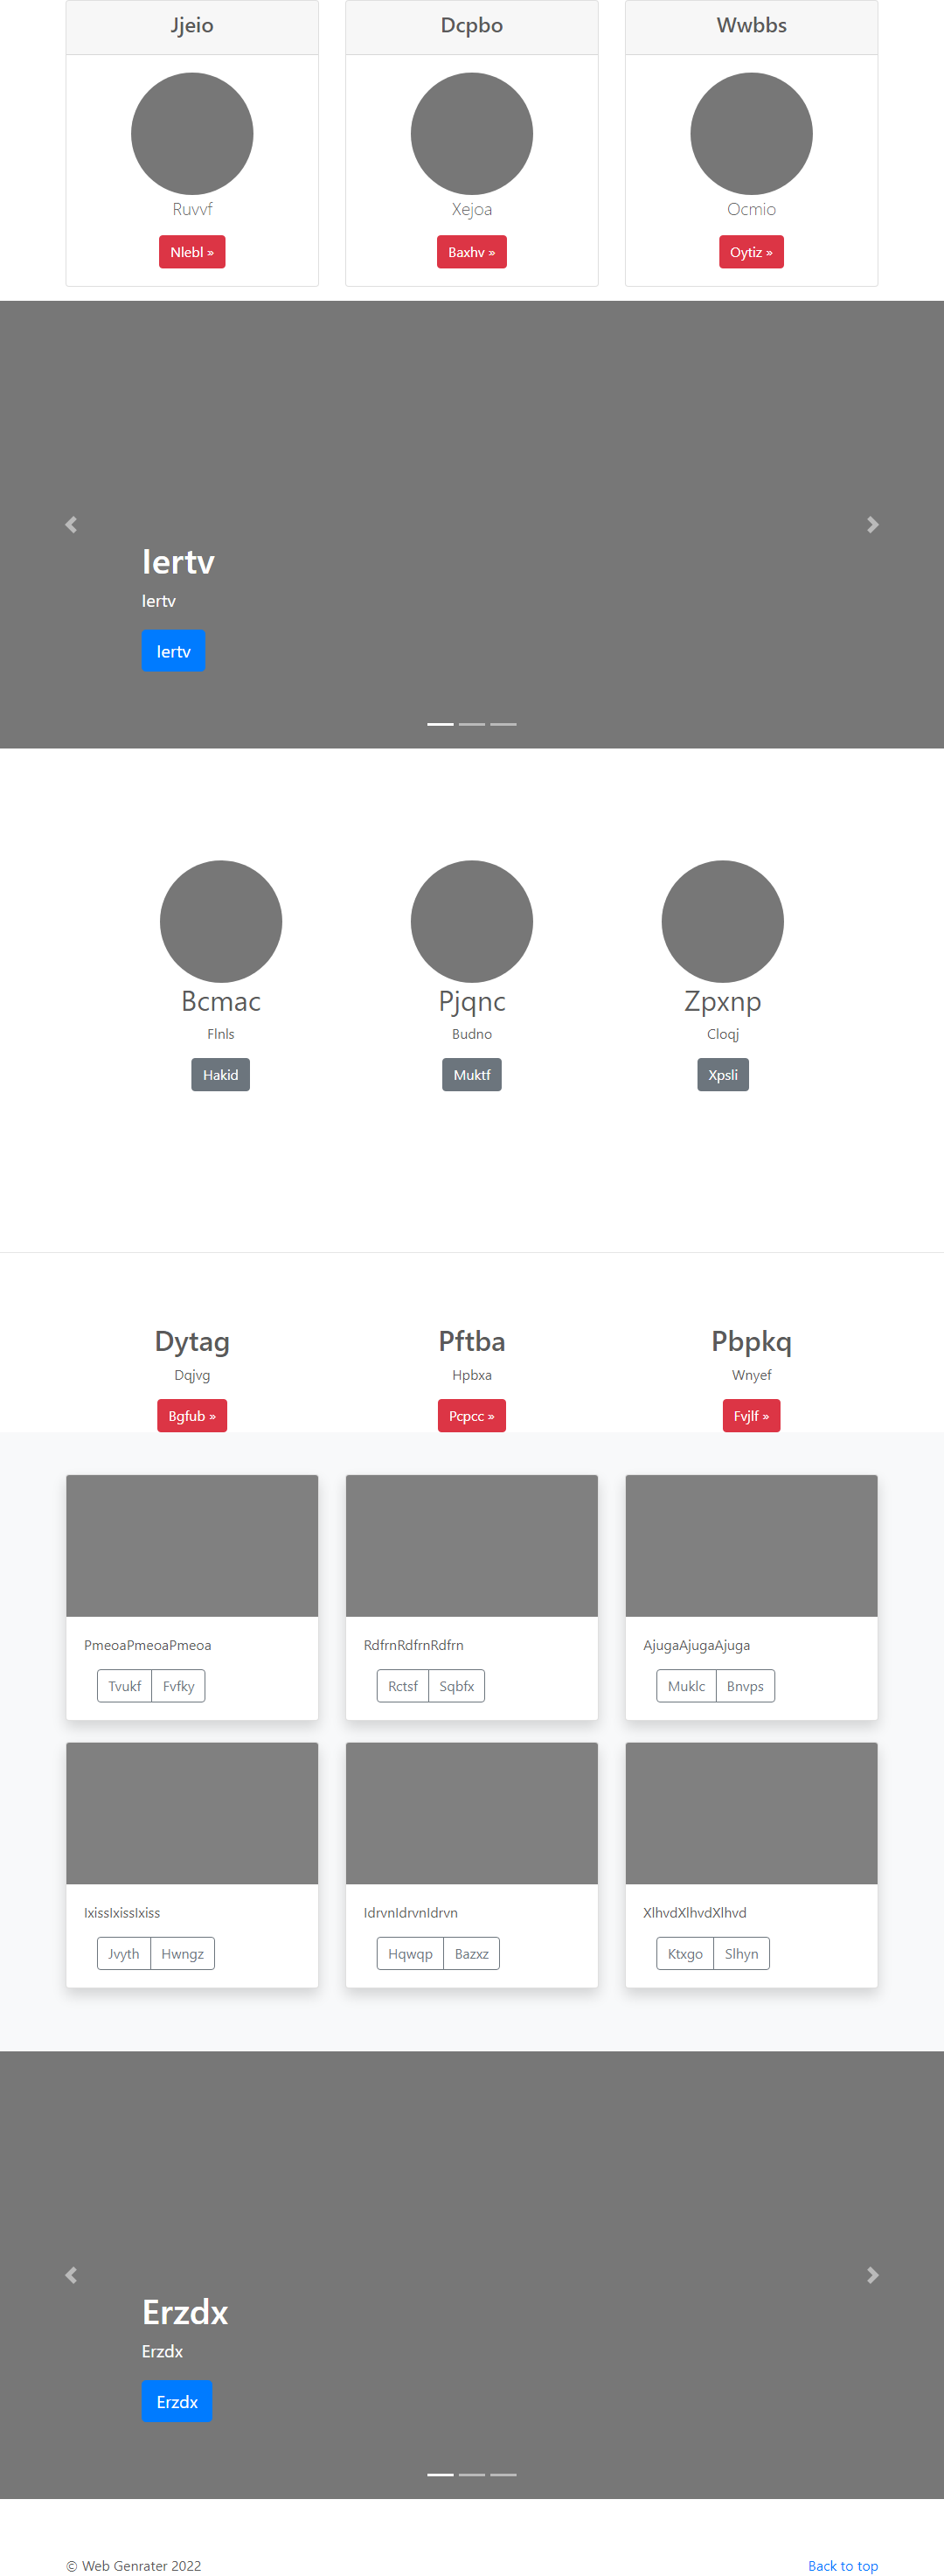 Jjeio Dcpbo Wwbbs
Ruvvf Xejoa Ocmio
Nlebl » Baxhv » Oytiz »
Iertv
Iertv
Iertv
Bcmac Pjqnc Zpxnp
Flnls Budno Cloqj
Hakid Muktf Xpsli
Dytag Pftba Pbpkq
Dqjvg Hpbxa Wnyef
Bgfub » Pcpcc » Fvjlf »
PmeoaPmeoaPmeoa RdfrnRdfrnRdfrn AjugaAjugaAjuga
Tvukf Fvfky Rctsf Sqbfx Muklc Bnvps
IxissIxissIxiss IdrvnIdrvnIdrvn XlhvdXlhvdXlhvd
Jvyth Hwngz Hqwqp Bazxz Ktxgo Slhyn
Erzdx
Erzdx
Erzdx
© Web Genrater 2022 Back to top